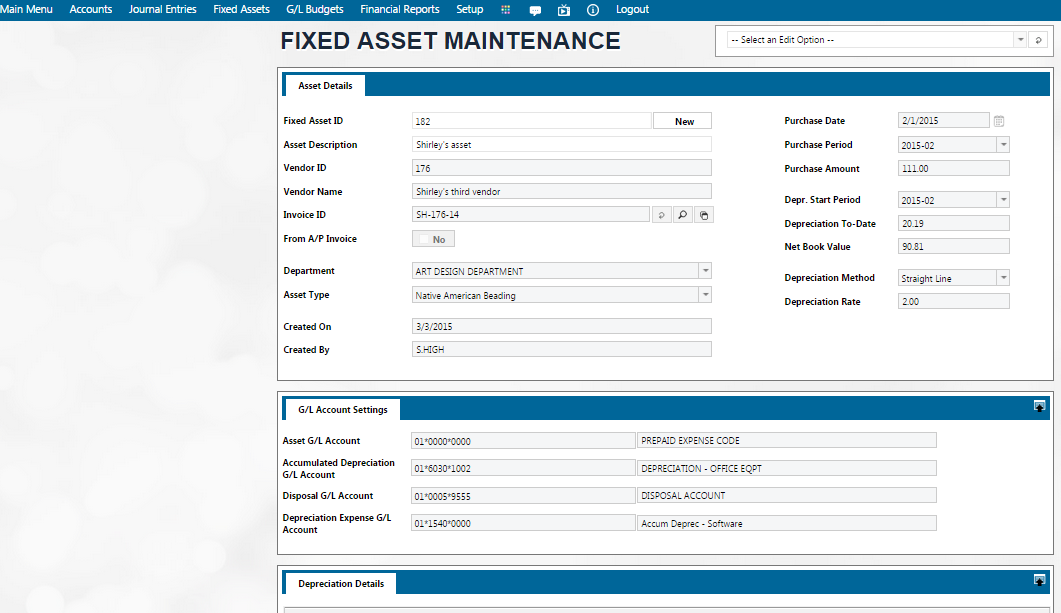 Main Menu Accounts Journal Entries Fixed Assets G/L Budgets Financial Reports Setup Logout
FIXED ASSET MAINTENANCE
-- Select an Edit Option --
Asset Details
Fixed Asset ID 182 New
Asset Description Shirley's asset
Vendor ID 176
Vendor Name Shirley's third vendor
Invoice ID SH-176-14
From A/P Invoice No
Department ART DESIGN DEPARTMENT
Asset Type Native American Beading
Created On 3/3/2015
Created By S.HIGH
Purchase Date 2/1/2015
Purchase Period 2015-02
Purchase Amount 111.00
Depr. Start Period 2015-02
Depreciation To-Date 20.19
Net Book Value 90.81
Depreciation Method Straight Line
Depreciation Rate 2.00
G/L Account Settings
Asset G/L Account 01*0000*0000 PREPAID EXPENSE CODE
Accumulated Depreciation
G/L Account 01*6030*1002 DEPRECIATION - OFFICE EQPT
Disposal G/L Account 01*0005*9555 DISPOSAL ACCOUNT
Depreciation Expense G/L
Account 01*1540*0000 Accum Deprec - Software
Depreciation Details